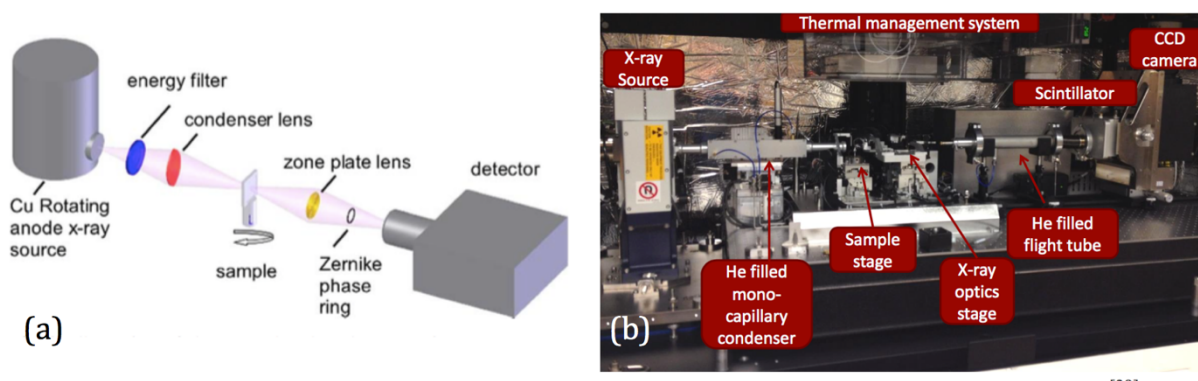 energy filter
condenser lens
zone plate lens
detector
Cu Rotating
anode x-ray
source
sample
Zernike
phase
ring
(a)
Thermal management system
X-ray
Source
CCD
camera
Scintillator
He filled
mono-
capillary
condenser
Sample
stage
X-ray
optics
stage
He filled
flight tube
(b)